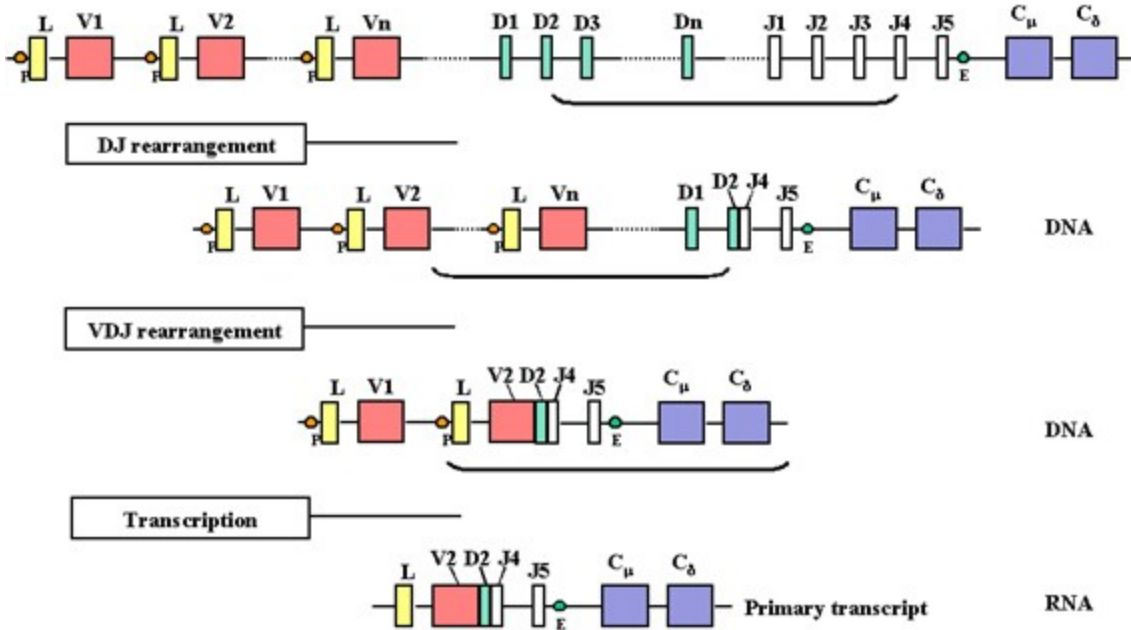 L V1 L V2 L Vn D1 D2 D3 Dn J1 J2 J3 J4 J5 Cμ Cδ
P P P E
DJ rearrangement
L V1 L V2 L Vn D1 D2 J4 J5 Cμ Cδ
DNA
P P P E
VDJ rearrangement
L V1 L V2 D2 J4 J5 Cμ Cδ
DNA
P P E
Transcription
L V2 D2 J4 J5 Cμ Cδ
E Primary transcript RNA